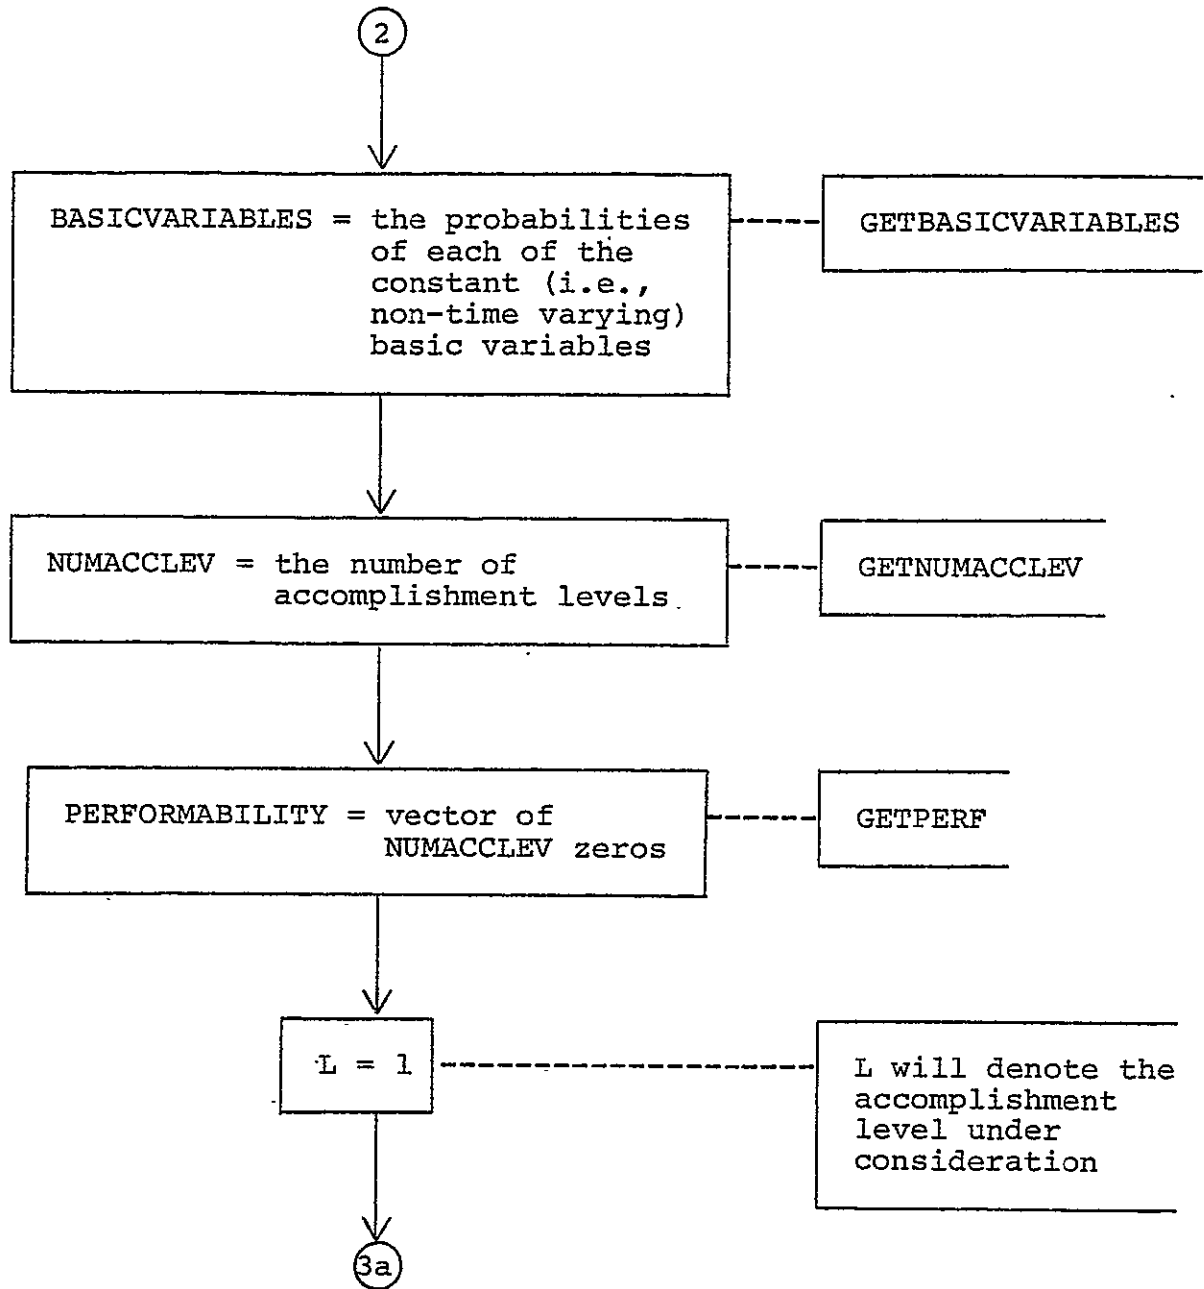 2
BASICVARIABLES = the probabilities
of each of the
constant (i.e.,
non-time varying)
basic variables
GETBASICVARIABLES
NUMACCLEV = the number of
accomplishment levels
GETNUMACCLEV
PERFORMABILITY = vector of
NUMACCLEV zeros
GETPERF
L = 1
L will denote the
accomplishment
level under
consideration
3a